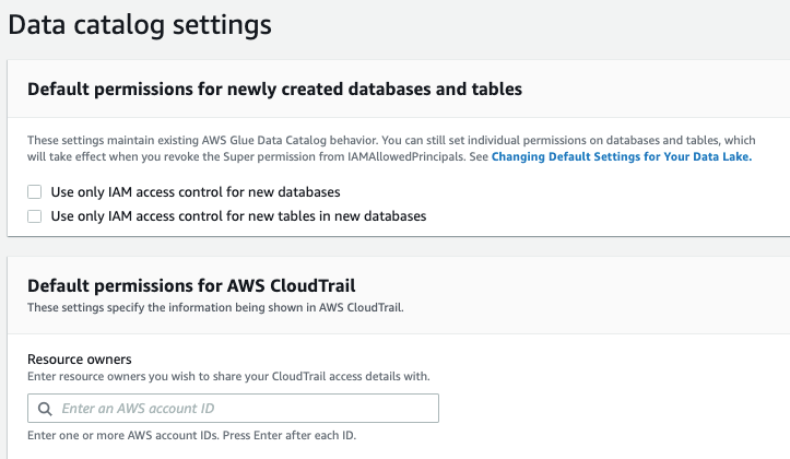 Data catalog settings
Default permissions for newly created databases and tables
These settings maintain existing AWS Glue Data Catalog behavior. You can still set individual permissions on databases and tables, which
will take effect when you revoke the Super permission from IAMAllowedPrincipals. See Changing Default Settings for Your Data Lake.
Use only IAM access control for new databases
Use only IAM access control for new tables in new databases
Default permissions for AWS CloudTrail
These settings specify the information being shown in AWS CloudTrail.
Resource owners
Enter resource owners you wish to share your CloudTrail access details with.
Enter an AWS account ID
Enter one or more AWS account IDs. Press Enter after each ID.